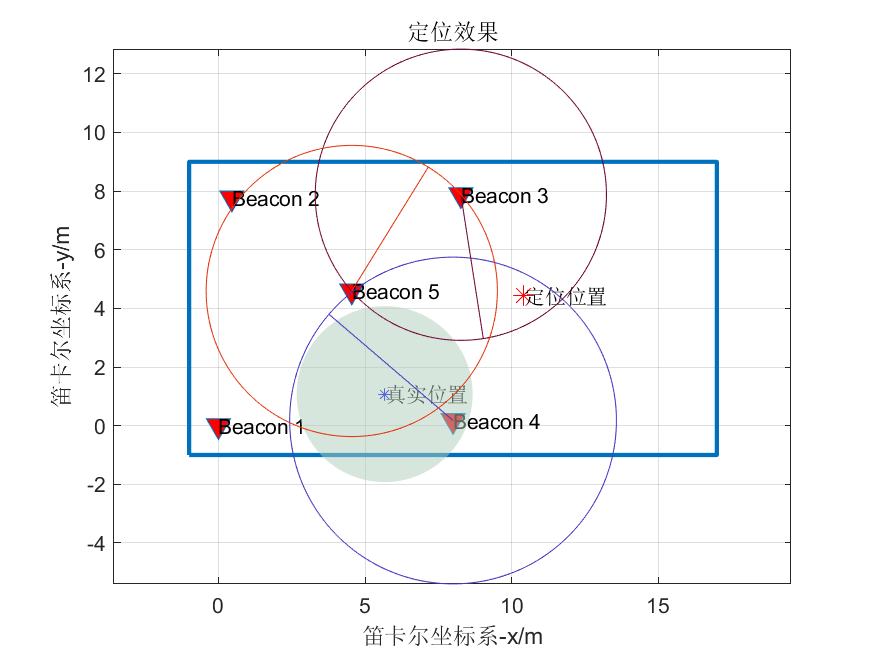 定位效果
12
10
8
6
4
2
0
-2
-4
0
5
10
15
笛卡尔坐标系-y/m
笛卡尔坐标系-x/m
Beacon 2
Beacon 3
Beacon 5
定位位置
真实位置
Beacon 1
Beacon 4